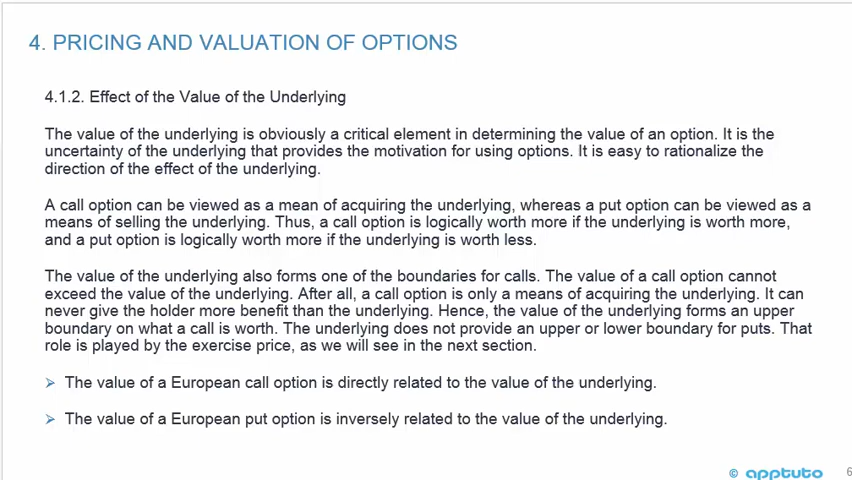 4. PRICING AND VALUATION OF OPTIONS
4.1.2. Effect of the Value of the Underlying
The value of the underlying is obviously a critical element in determining the value of an option. It is the
uncertainty of the underlying that provides the motivation for using options. It is easy to rationalize the
direction of the effect of the underlying.
A call option can be viewed as a mean of acquiring the underlying, whereas a put option can be viewed as a
means of selling the underlying. Thus, a call option is logically worth more if the underlying is worth more,
and a put option is logically worth more if the underlying is worth less.
The value of the underlying also forms one of the boundaries for calls. The value of a call option cannot
exceed the value of the underlying. After all, a call option is only a means of acquiring the underlying. It can
never give the holder more benefit than the underlying. Hence, the value of the underlying forms an upper
boundary on what a call is worth. The underlying does not provide an upper or lower boundary for puts. That
role is played by the exercise price, as we will see in the next section.
➢ The value of a European call option is directly related to the value of the underlying.
➢ The value of a European put option is inversely related to the value of the underlying.
© apptuto 6